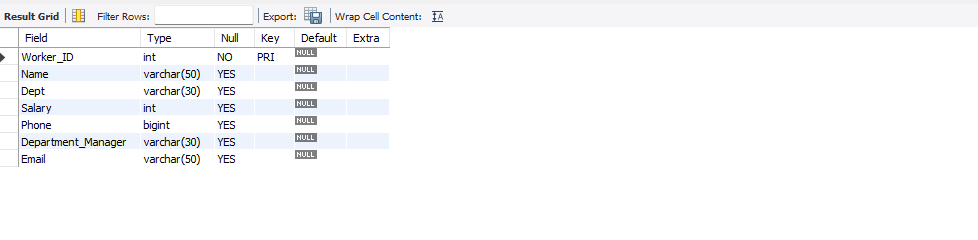 Result Grid Filter Rows: Export: Wrap Cell Content: IA
Field Type Null Key Default Extra
Worker_ID int NO PRI NULL
Name varchar(50) YES NULL
Dept varchar(30) YES NULL
Salary int YES NULL
Phone bigint YES NULL
Department_Manager varchar(30) YES NULL
Email varchar(50) YES NULL